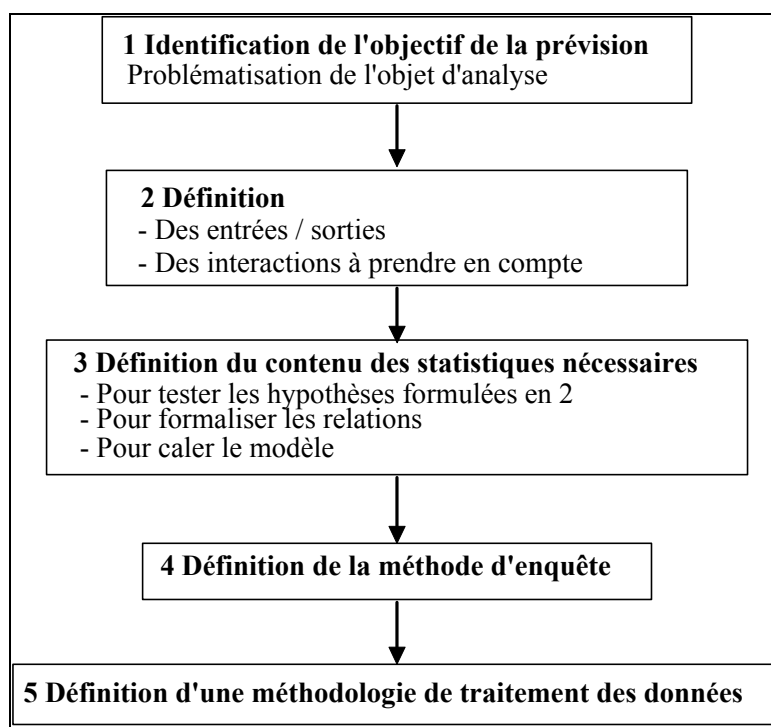 1 Identification de l'objectif de la prévision
Problématisation de l'objet d'analyse
2 Définition
- Des entrées / sorties
- Des interactions à prendre en compte
3 Définition du contenu des statistiques nécessaires
- Pour tester les hypothèses formulées en 2
- Pour formaliser les relations
- Pour caler le modèle
4 Définition de la méthode d'enquête
5 Définition d'une méthodologie de traitement des données